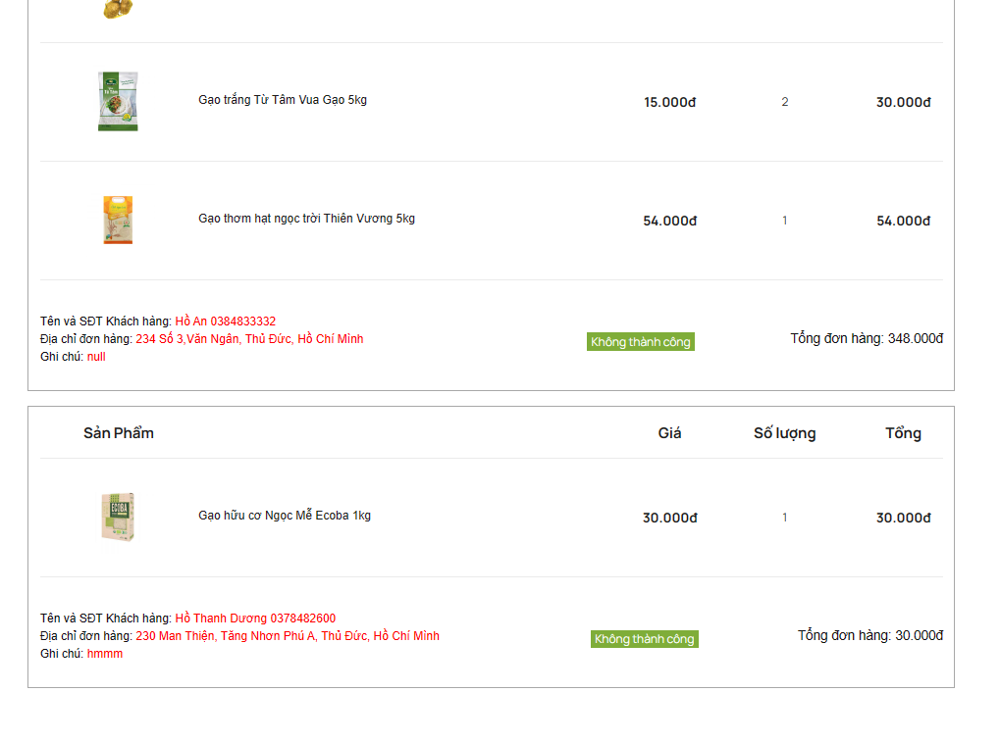 Gạo trắng Từ Tâm Vua Gạo 5kg 15.000đ 2 30.000đ
Gạo thơm hạt ngọc trời Thiên Vương 5kg 54.000đ 1 54.000đ
Tên và SĐT Khách hàng: Hồ An 0384833332
Địa chỉ đơn hàng: 234 Số 3,Văn Ngân, Thủ Đức, Hồ Chí Minh
Ghi chú: null
Không thành công
Tổng đơn hàng: 348.000đ
Sản Phẩm Giá Số lượng Tổng
ECOBA
Gạo hữu cơ Ngọc Mễ Ecoba 1kg 30.000đ 1 30.000đ
Tên và SĐT Khách hàng: Hồ Thanh Dương 0378482600
Địa chỉ đơn hàng: 230 Man Thiện, Tăng Nhơn Phú A, Thủ Đức, Hồ Chí Minh
Ghi chú: hmmm
Không thành công
Tổng đơn hàng: 30.000đ